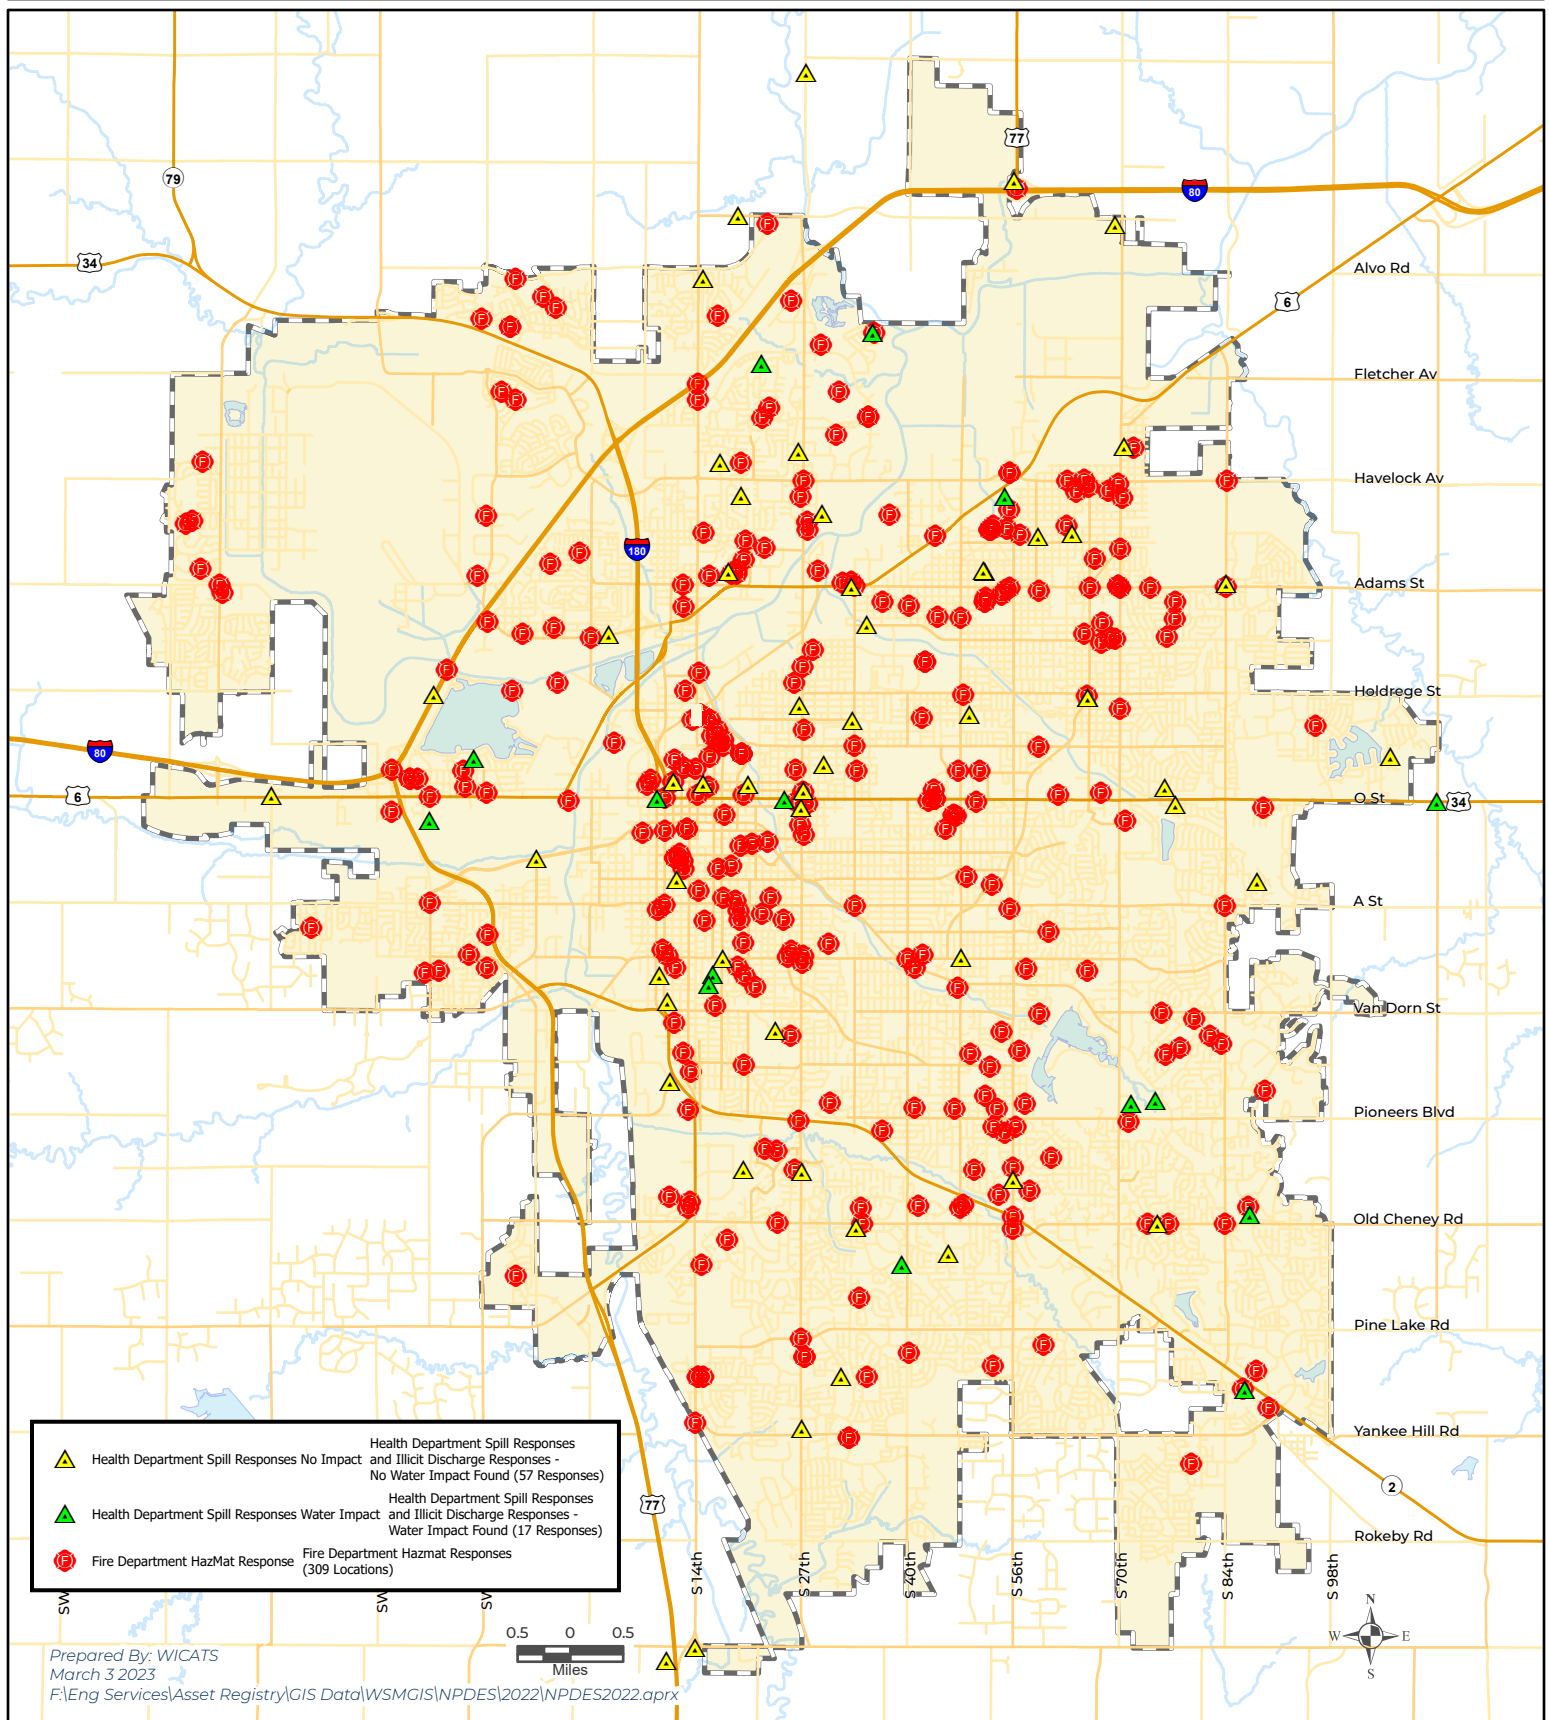 77
79
80
34
Alvo Rd
6
Fletcher Av
Havelock Av
180
Adams St
Holdrege St
80
6
O St
34
A St
Van Dorn St
Pioneers Blvd
Old Cheney Rd
Pine Lake Rd
Yankee Hill Rd
2
Rokeby Rd
77
Health Department Spill Responses No Impact
Health Department Spill Responses
and Illicit Discharge Responses -
No Water Impact Found (57 Responses)
Health Department Spill Responses Water Impact
Health Department Spill Responses
and Illicit Discharge Responses -
Water Impact Found (17 Responses)
F
Fire Department HazMat Response
Fire Department Hazmat Responses
(309 Locations)
SW
SW
SW
S 14th
S 27th
S 40th
S 56th
S 70th
S 84th
S 98th
0.5 0 0.5
Miles
N
W E
S
Prepared By: WICATS
March 3 2023
F:\Eng Services\Asset Registry\GIS Data\WSMGIS\NPDES\2022\NPDES2022.aprx